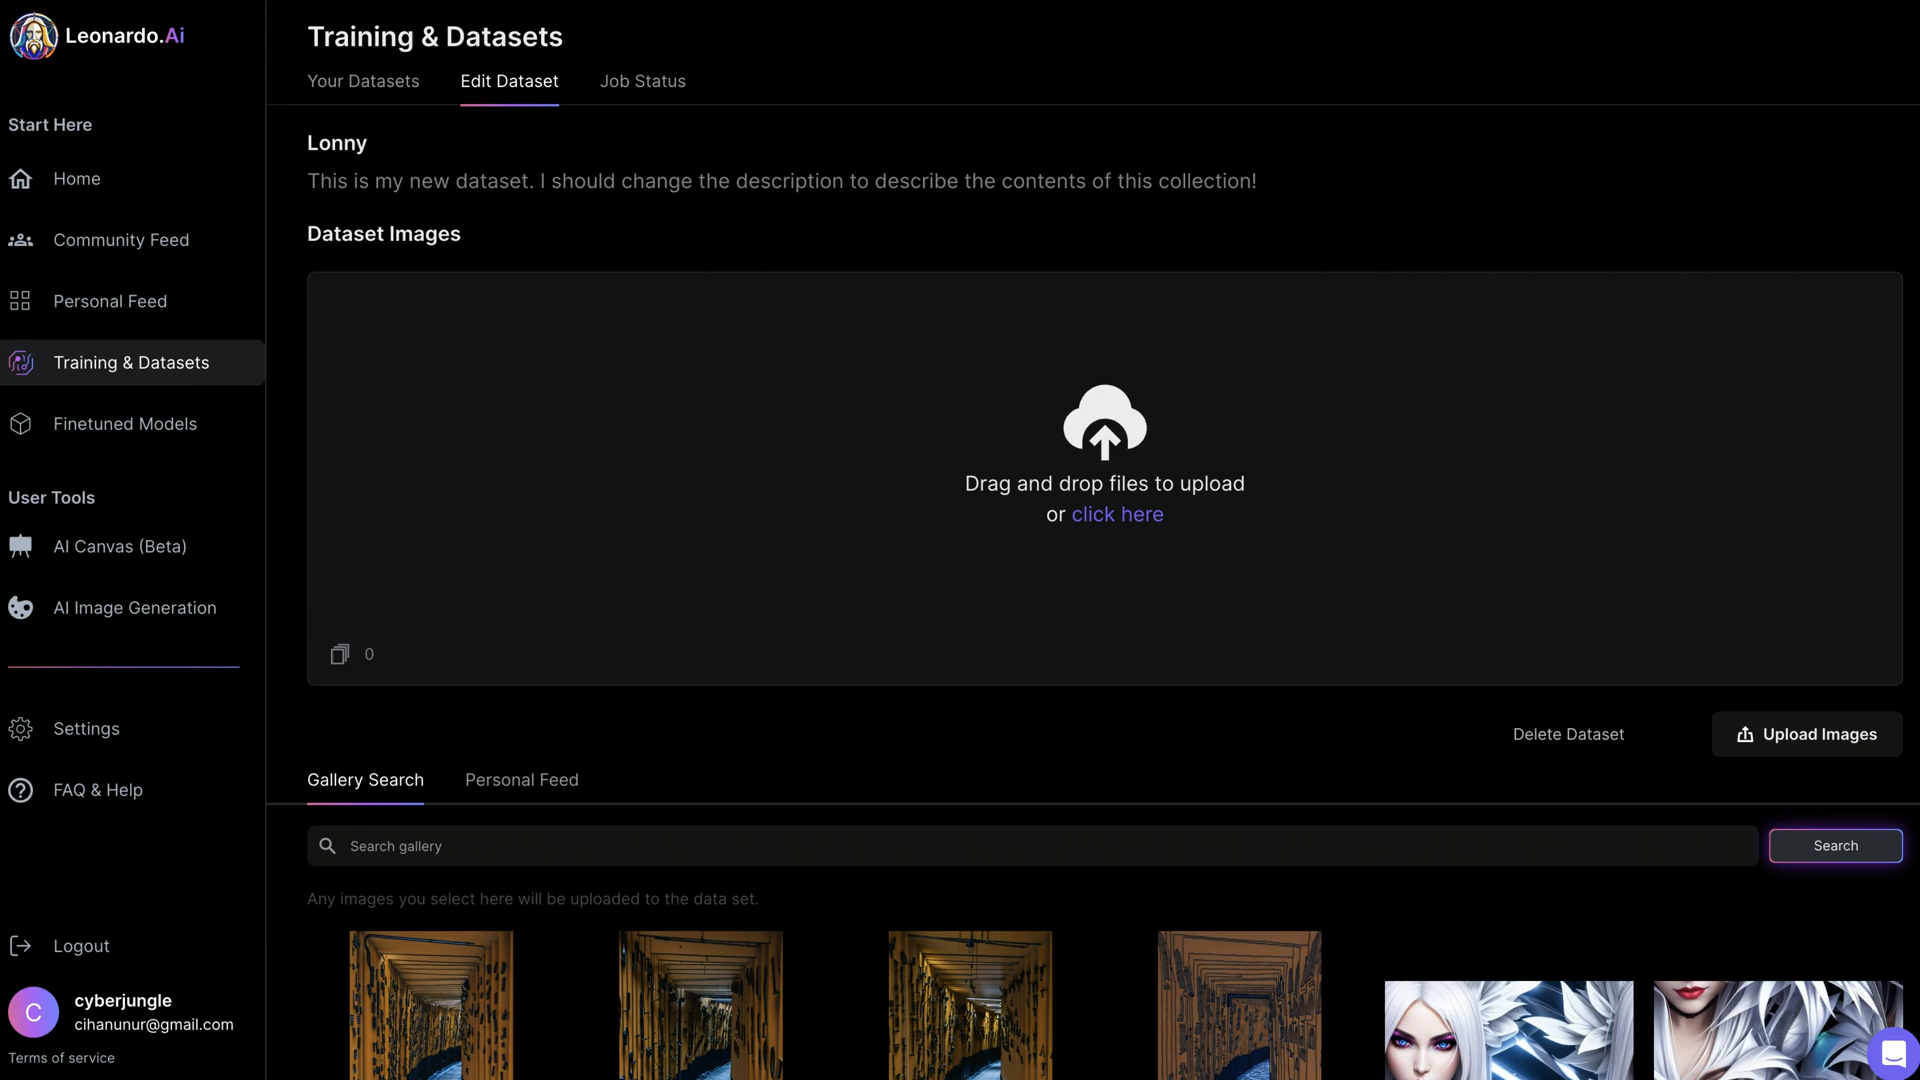 Leonardo.Ai
Start Here
Home
Community Feed
Personal Feed
Training & Datasets
Finetuned Models
User Tools
AI Canvas (Beta)
AI Image Generation
Settings
FAQ & Help
Logout
C
cyberjungle
cihanunur@gmail.com
Terms of service
Training & Datasets
Your Datasets
Edit Dataset
Job Status
Lonny
This is my new dataset. I should change the description to describe the contents of this collection!
Dataset Images
Drag and drop files to upload
or click here
0
Delete Dataset
Upload Images
Gallery Search
Personal Feed
Search gallery
Search
Any images you select here will be uploaded to the data set.